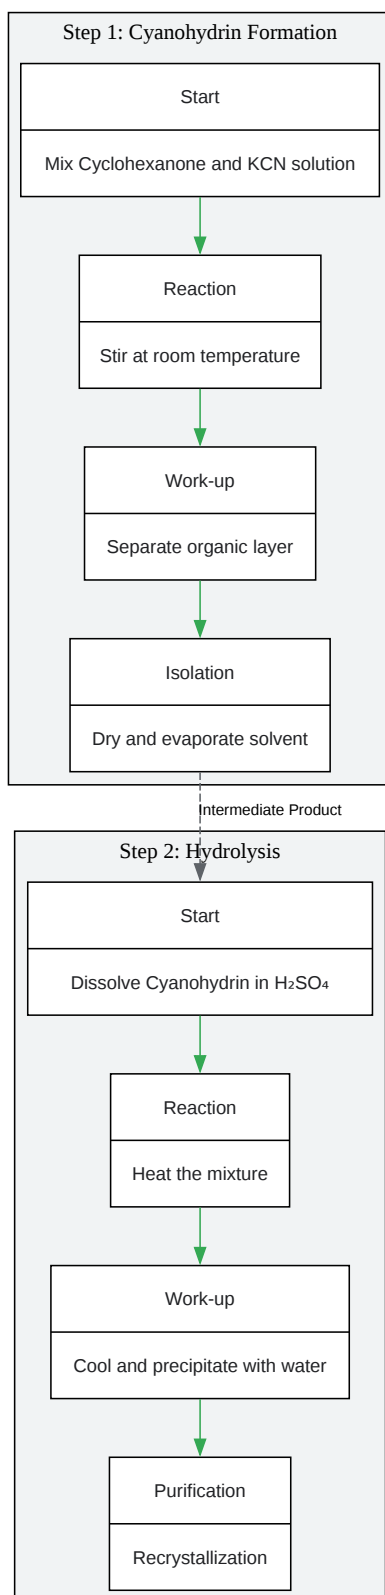 Step 1: Cyanohydrin Formation
Start
Mix Cyclohexanone and KCN solution
Reaction
Stir at room temperature
Work-up
Separate organic layer
Isolation
Dry and evaporate solvent
Intermediate Product
Step 2: Hydrolysis
Start
Dissolve Cyanohydrin in H₂SO₄
Reaction
Heat the mixture
Work-up
Cool and precipitate with water
Purification
Recrystallization